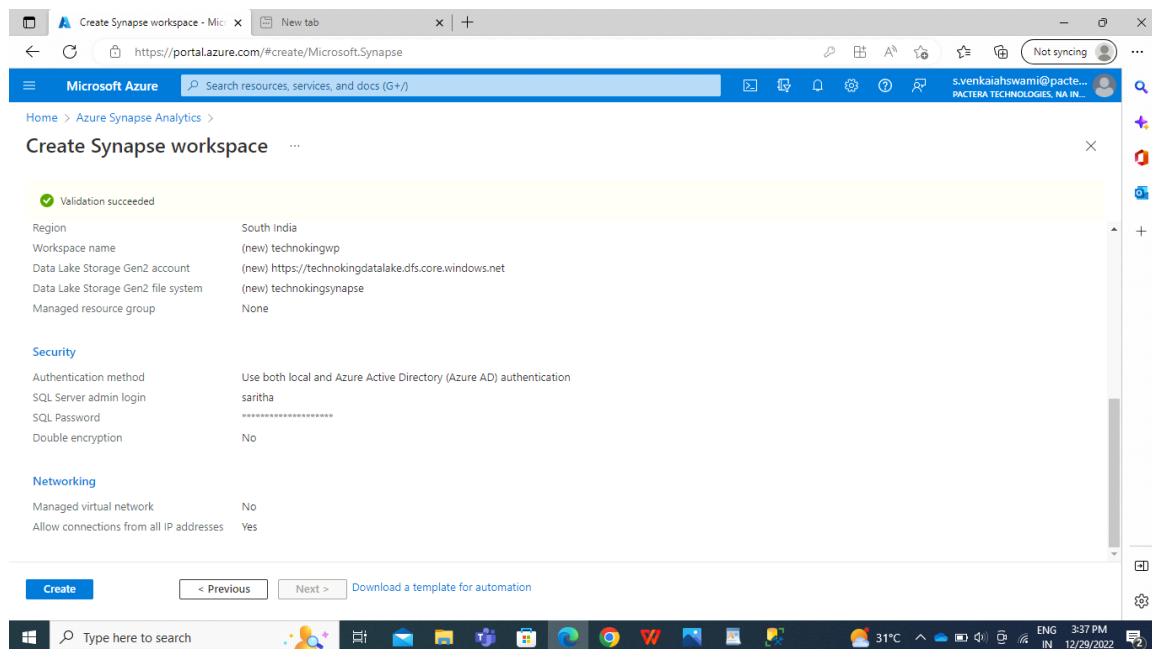 Create Synapse workspace - Micr
New tab
https://portal.azure.com/#create/Microsoft.Synapse
Not syncing
Microsoft Azure
Search resources, services, and docs (G+/)
s.venkaiahswami@pacte...
PACTERA TECHNOLOGIES, NA IN...
Home > Azure Synapse Analytics >
Create Synapse workspace ...
Validation succeeded
Region South India
Workspace name (new) technokingwp
Data Lake Storage Gen2 account (new) https://technokingdatalake.dfs.core.windows.net
Data Lake Storage Gen2 file system (new) technokingsynapse
Managed resource group None
Security
Authentication method Use both local and Azure Active Directory (Azure AD) authentication
SQL Server admin login saritha
SQL Password ********************
Double encryption No
Networking
Managed virtual network No
Allow connections from all IP addresses Yes
Create < Previous Next > Download a template for automation
Type here to search
31°C
ENG 3:37 PM
IN 12/29/2022
2